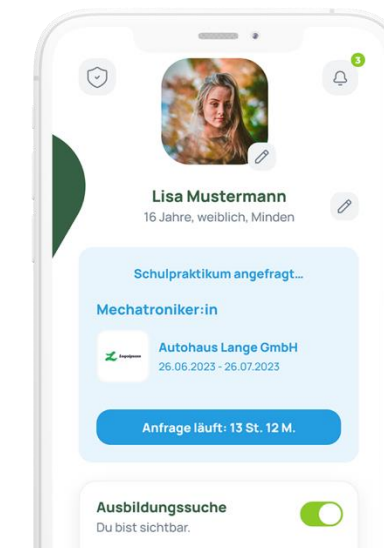 3
Lisa Mustermann
16 Jahre, weiblich, Minden
Schulpraktikum angefragt...
Mechatroniker:in
Autohaus Lange GmbH
26.06.2023 - 26.07.2023
Anfrage läuft: 13 St. 12 M.
Ausbildungssuche
Du bist sichtbar.